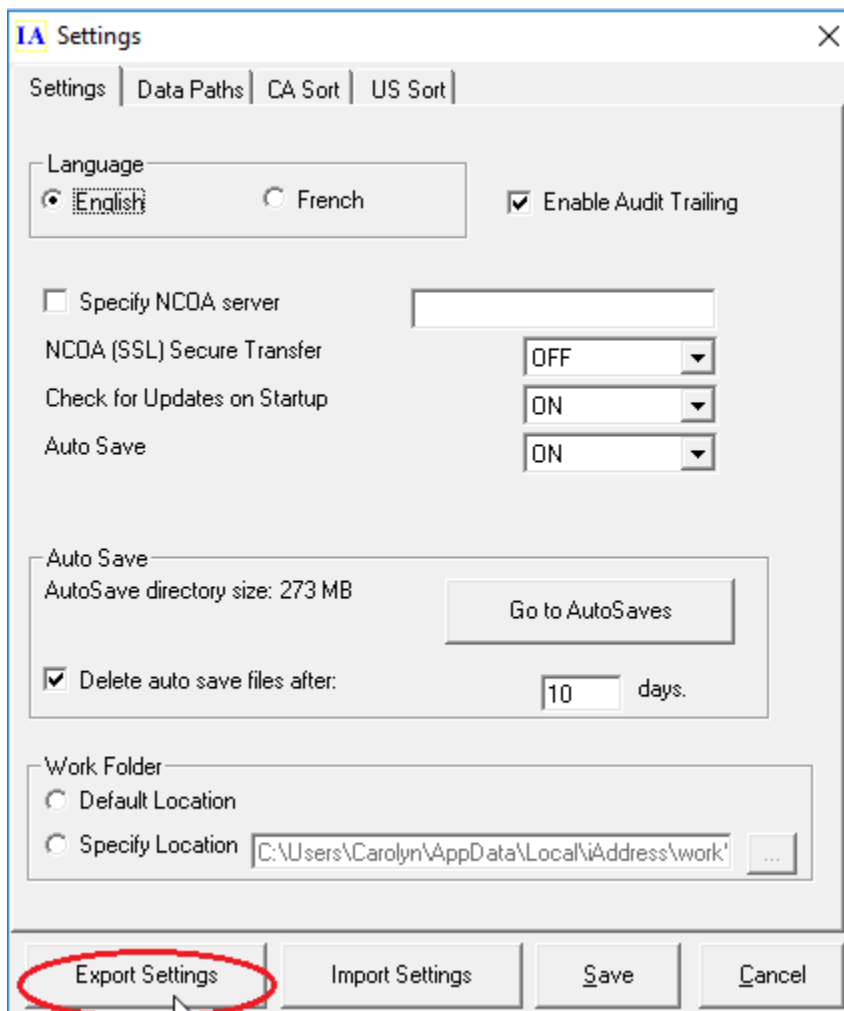 IA Settings
Settings Data Paths CA Sort US Sort
Language
English French Enable Audit Trailing
Specify NCOA server
NCOA (SSL) Secure Transfer OFF
Check for Updates on Startup ON
Auto Save ON
Auto Save
AutoSave directory size: 273 MB
Go to AutoSaves
Delete auto save files after: 10 days.
Work Folder
Default Location
Specify Location C:\Users\Carolyn\AppData\Local\iAddress\work' ...
Export Settings Import Settings Save Cancel